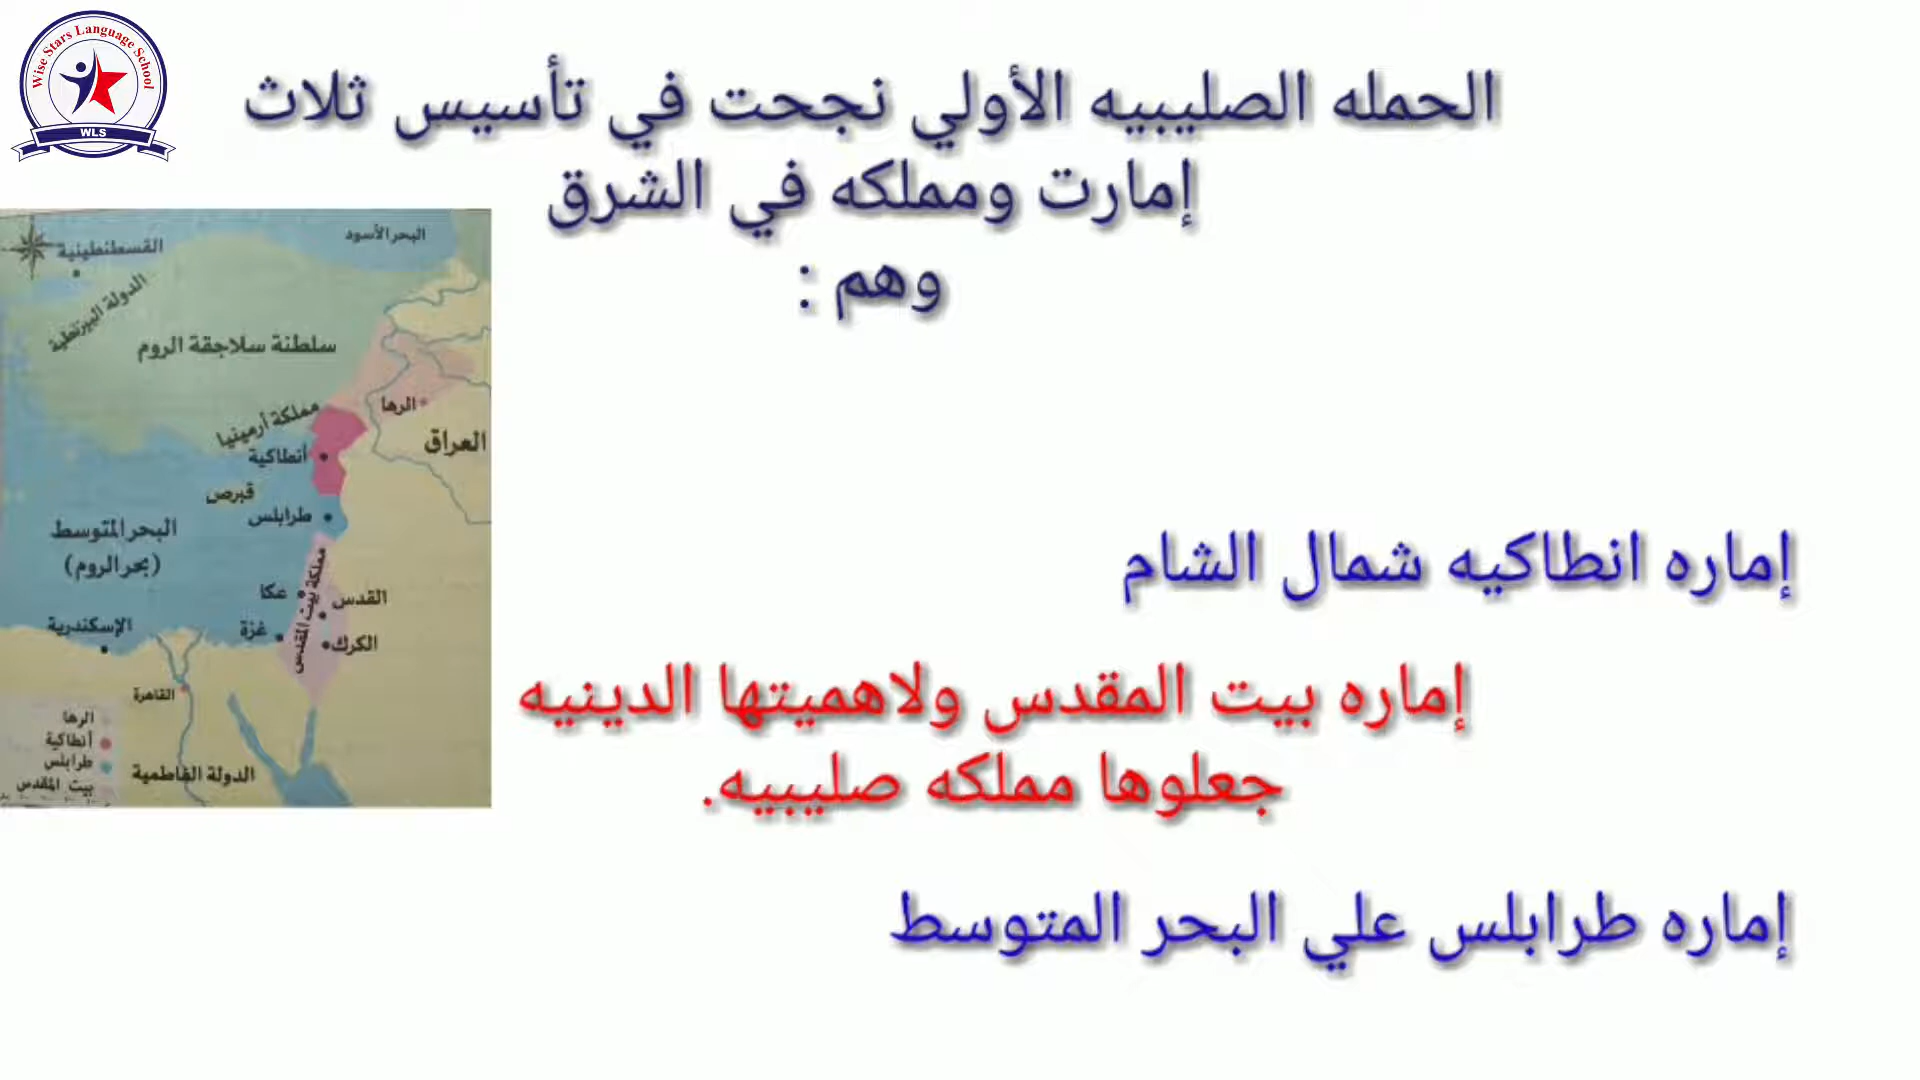 Wise Stars Language School
WLS
الحمله الصليبيه الأولي نجحت في تأسيس ثلاث
إمارت ومملكه في الشرق
وهم :
البحر الأسود
القسطنطينية
الدولة البيزنطية
سلطنة سلاجقة الروم
مملكة أرمينيا
الرها
العراق
أنطاكية
قبرص
طرابلس
البحر المتوسط
(بحر الروم)
مملكة بيت المقدس
عكا
القدس
الإسكندرية
غزة
الكرك
القاهرة
الرها
أنطاكية
طرابلس
بيت المقدس
الدولة الفاطمية
إماره انطاكيه شمال الشام
إماره بيت المقدس ولاهميتها الدينيه
جعلوها مملكه صليبيه.
إماره طرابلس علي البحر المتوسط